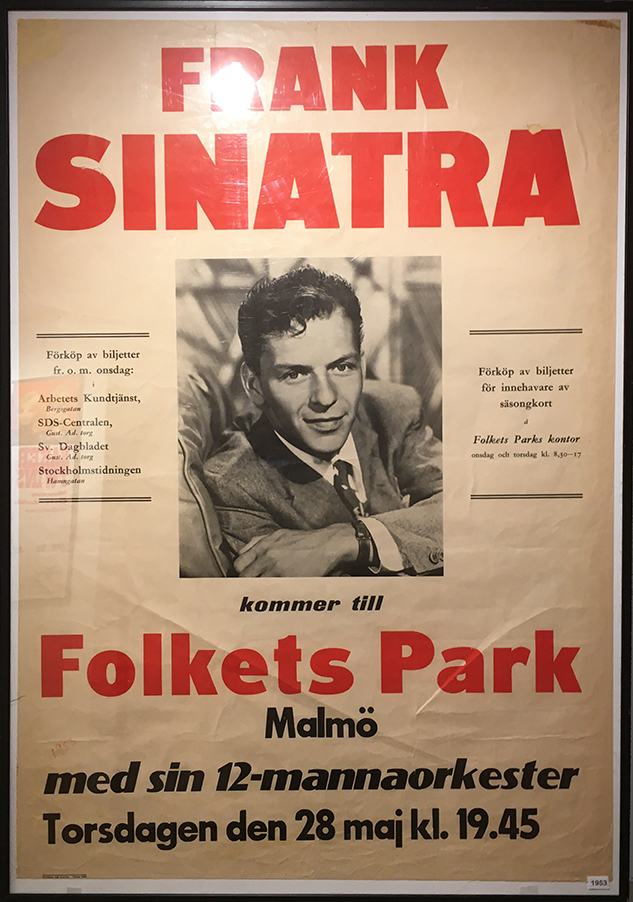 FRANK
SINATRA
Förköp av biljetter
fr. o. m. onsdag:
i
Arbetets Kundtjänst,
Bergsgatan
SDS-Centralen,
Gust. Ad. torg
Sv. Dagbladet
Gust. Ad. torg
Stockholmstidningen
Hamngatan
Förköp av biljetter
för innehavare av
säsongkort
å
Folkets Parks kontor
onsdag och torsdag kl. 8,30—17
kommer till
Folkets Park
Malmö
med sin 12-mannaorkester
Torsdagen den 28 maj kl. 19.45
1953